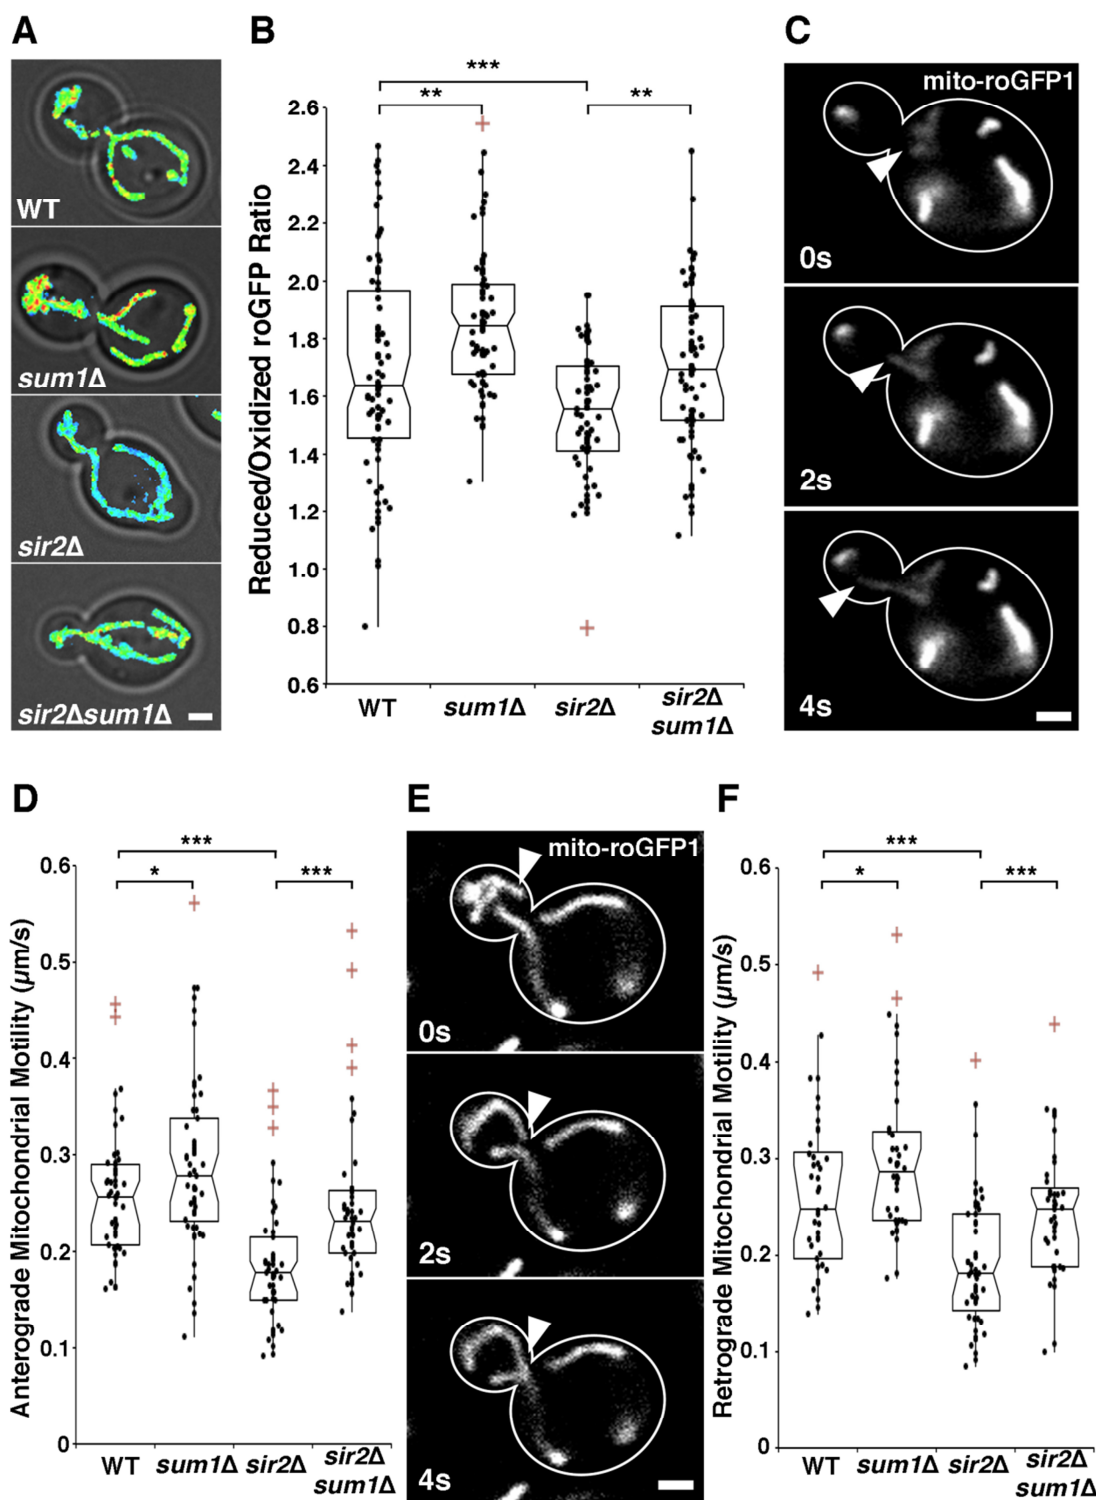 A
WT
sum1Δ
sir2Δ
sir2Δsum1Δ
B
Reduced/Oxidized roGFP Ratio
***
** **
2.6
2.4
2.2
2.0
1.8
1.6
1.4
1.2
1.0
0.8
0.6
WT sum1Δ sir2Δ sir2Δ
sum1Δ
C
mito-roGFP1
0s
2s
4s
D
Anterograde Mitochondrial Motility (μm/s)
***
* ***
0.6
0.5
0.4
0.3
0.2
0.1
0
WT sum1Δ sir2Δ sir2Δ
sum1Δ
E
mito-roGFP1
0s
2s
4s
F
Retrograde Mitochondrial Motility (μm/s)
***
* ***
0.6
0.5
0.4
0.3
0.2
0.1
0
WT sum1Δ sir2Δ sir2Δ
sum1Δ